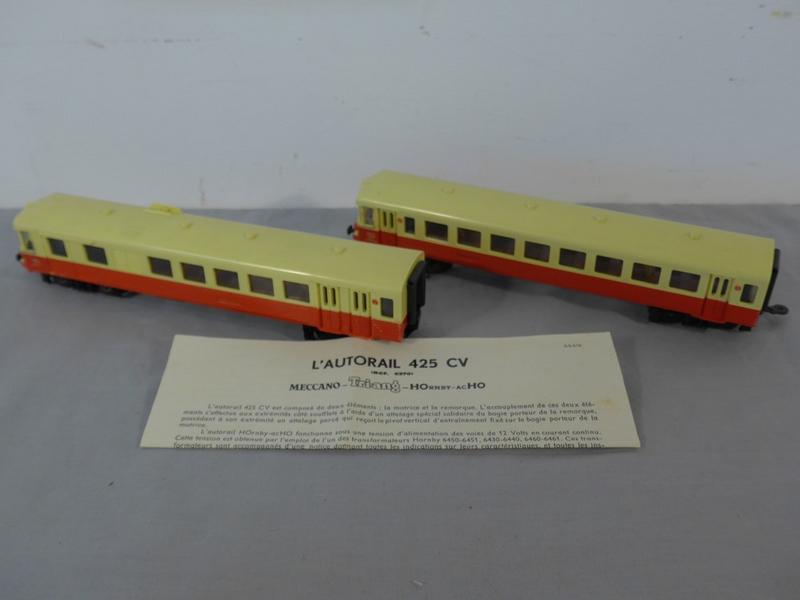 L'AUTORAIL 425 CV
MECCANO - Tri-ang - HOrnby-acHO
L'autorail 425 CV est composé de deux éléments : la motrice et la remorque. L'accouplement de ces deux élé-
ments s'effectue aux extrémités côté soufflets à l'aide d'un attelage spécial solidaire du bogie porteur de la remorque,
possédant à son extrémité un attelage percé qui reçoit le pivot vertical d'entraînement fixé sur le bogie porteur de la
motrice.
L'autorail HOrnby-acHO fonctionne sous une tension d'alimentation des voies de 12 Volts en courant continu.
Cette tension est obtenue par l'emploi de l'un des transformateurs Hornby 6450-6451, 6430-6440, 6460-6461. Ces trans-
formateurs sont accompagnés d'une notice donnant toutes les indications sur leurs caractéristiques, et toutes les ins-